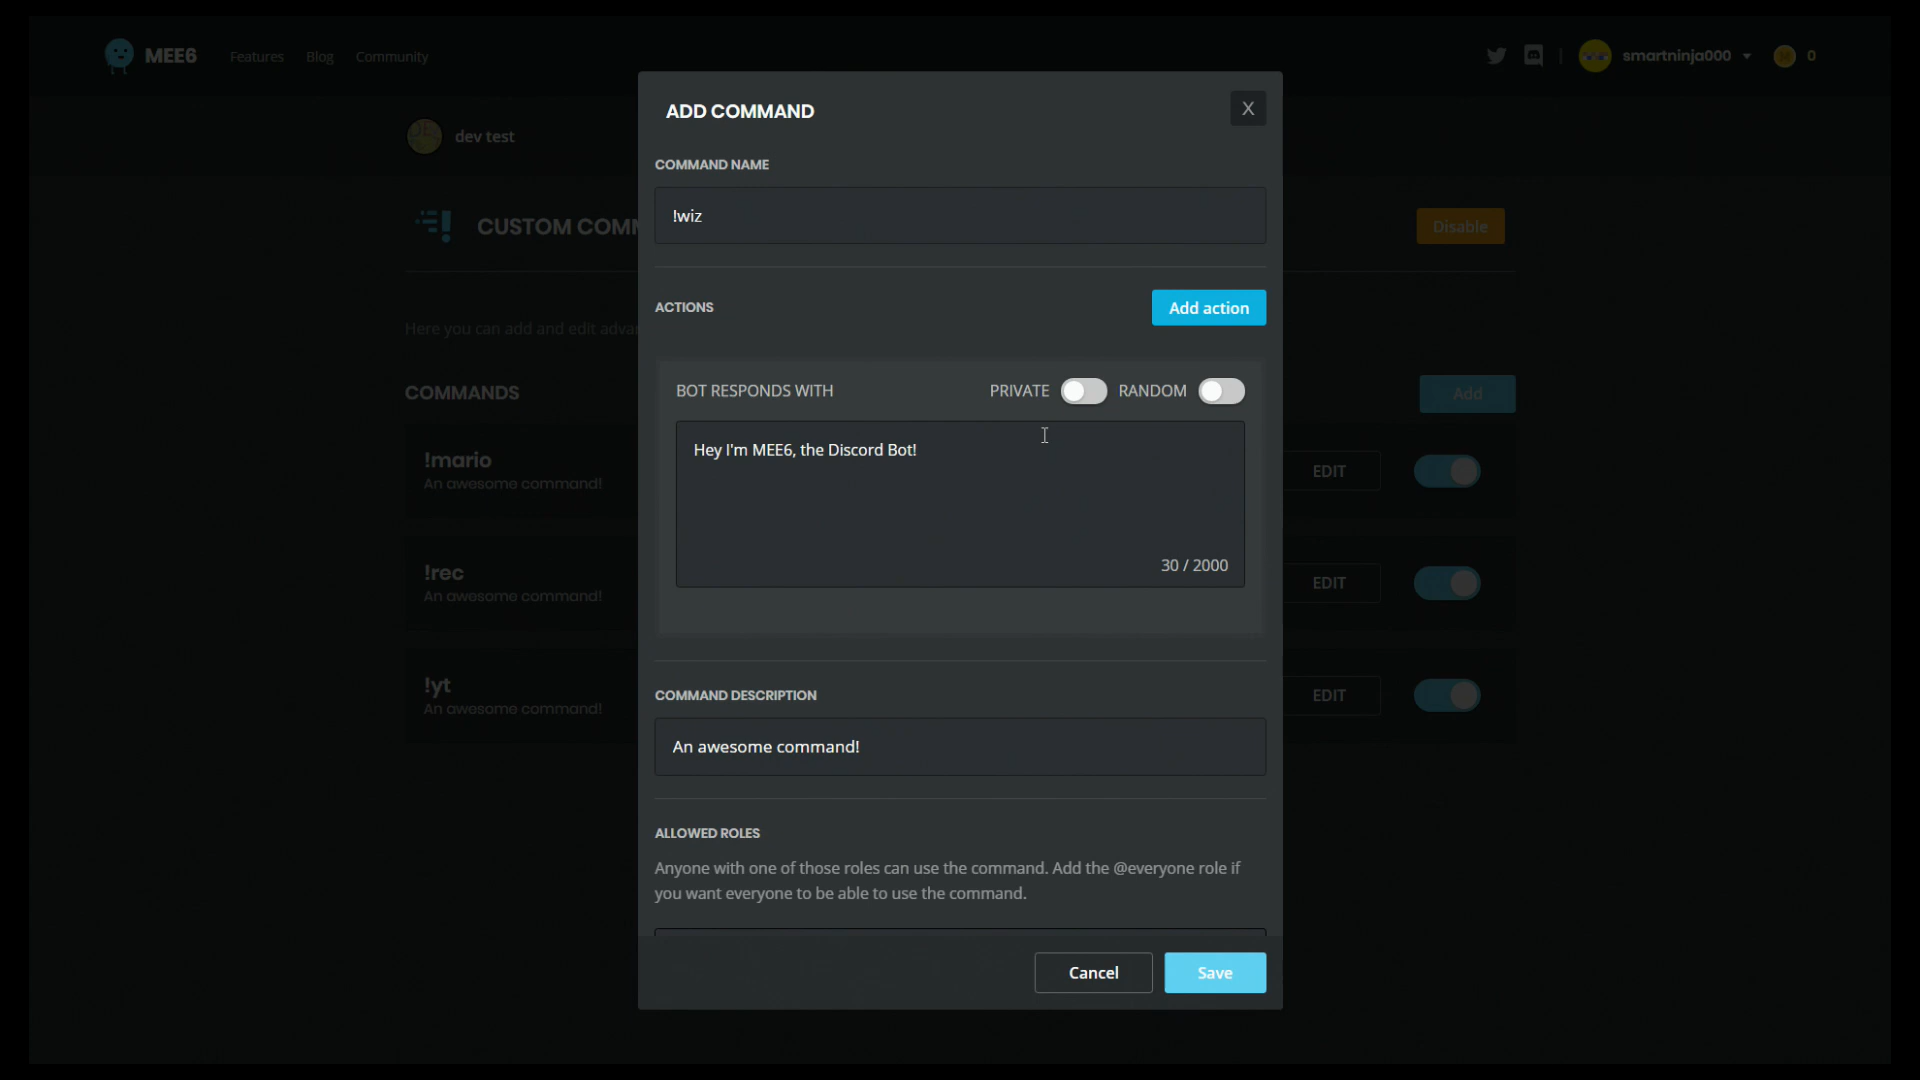 MEE6 Features Blog Community smartninja000 0
dev test
CUSTOM COMM Disable
Here you can add and edit adva
COMMANDS Add
!mario
An awesome command!
EDIT
!rec
An awesome command!
EDIT
!yt
An awesome command!
EDIT
ADD COMMAND X
COMMAND NAME
!wiz
ACTIONS Add action
BOT RESPONDS WITH PRIVATE RANDOM
Hey I'm MEE6, the Discord Bot!
30 / 2000
COMMAND DESCRIPTION
An awesome command!
ALLOWED ROLES
Anyone with one of those roles can use the command. Add the @everyone role if
you want everyone to be able to use the command.
Cancel Save